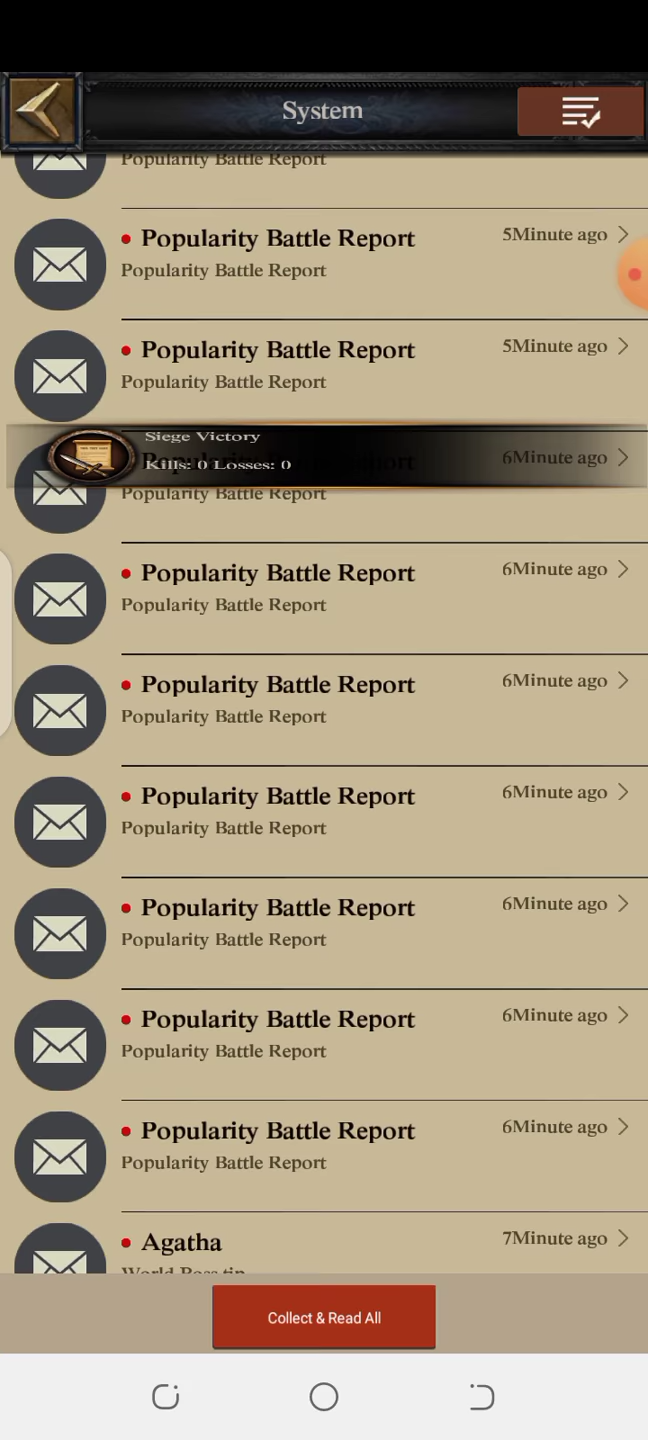 System
Popularity Battle Report
Popularity Battle Report
5Minute ago
Popularity Battle Report
Popularity Battle Report
5Minute ago
Popularity Battle Report
Siege Victory
6Minute ago
Kills: 0 Losses: 0
Popularity Battle Report
Popularity Battle Report
6Minute ago
Popularity Battle Report
Popularity Battle Report
6Minute ago
Popularity Battle Report
Popularity Battle Report
6Minute ago
Popularity Battle Report
Popularity Battle Report
6Minute ago
Popularity Battle Report
Popularity Battle Report
6Minute ago
Popularity Battle Report
Popularity Battle Report
6Minute ago
Popularity Battle Report
Agatha
7Minute ago
World Boss tip
Collect & Read All